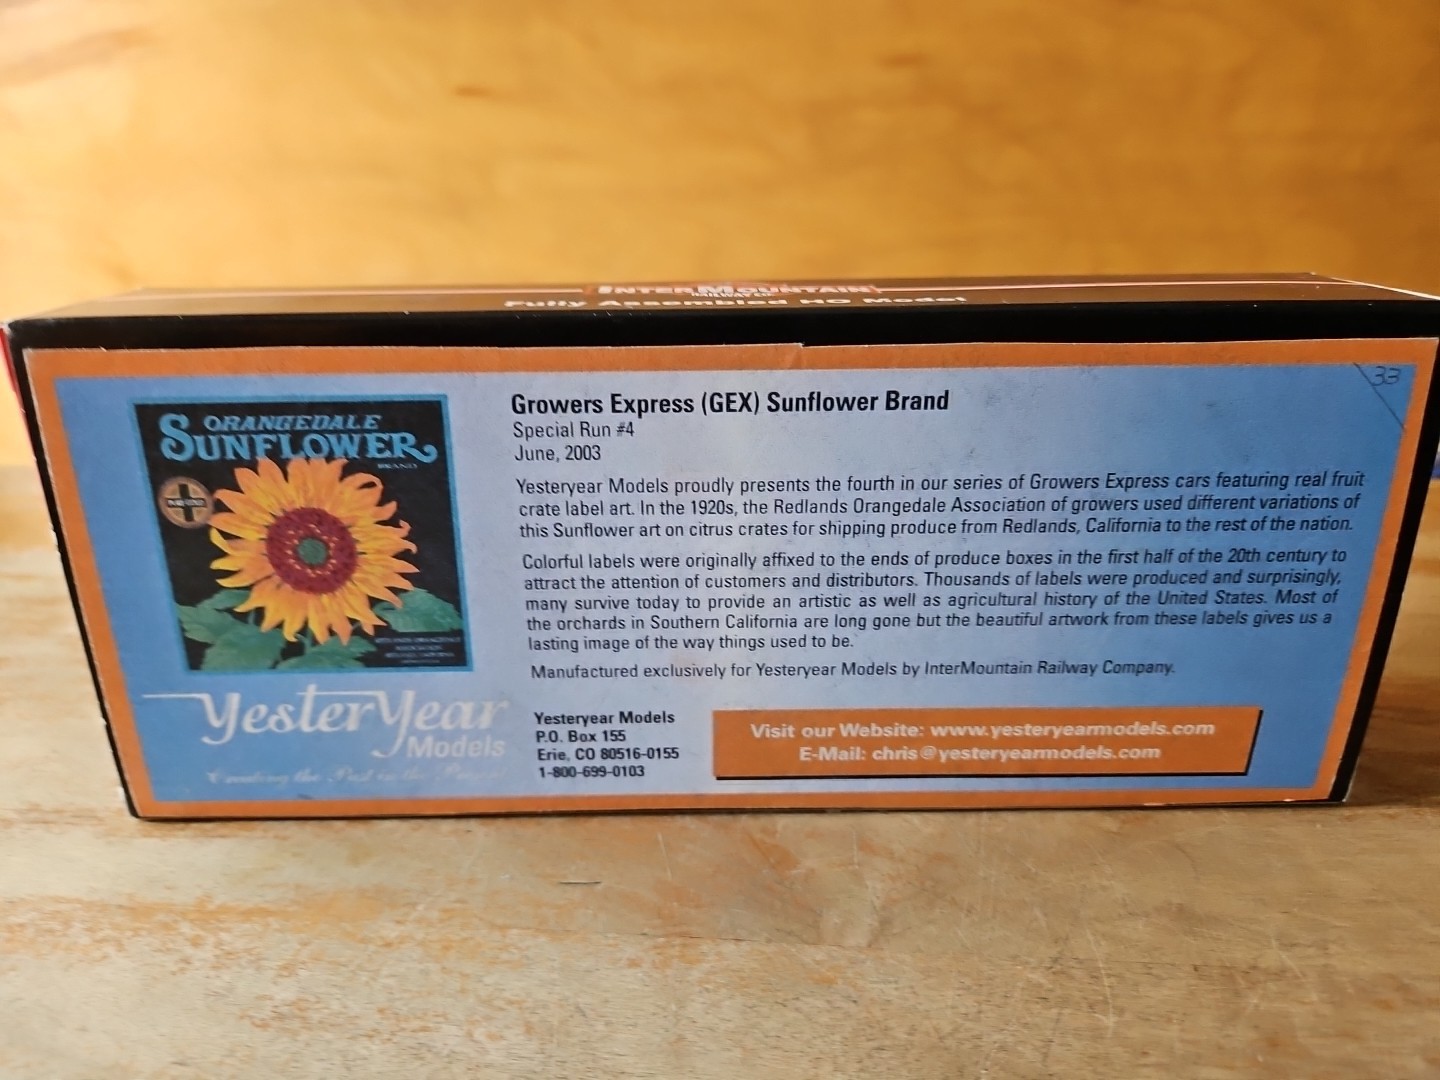 INTERMOUNTAIN
RAILWAY CO.
Fully Assembled HO Model
33
ORANGEDALE
SUNFLOWER
BRAND
Growers Express (GEX) Sunflower Brand
Special Run #4
June, 2003
Yesteryear Models proudly presents the fourth in our series of Growers Express cars featuring real fruit
crate label art. In the 1920s, the Redlands Orangedale Association of growers used different variations of
this Sunflower art on citrus crates for shipping produce from Redlands, California to the rest of the nation.
Colorful labels were originally affixed to the ends of produce boxes in the first half of the 20th century to
attract the attention of customers and distributors. Thousands of labels were produced and surprisingly,
many survive today to provide an artistic as well as agricultural history of the United States. Most of
the orchards in Southern California are long gone but the beautiful artwork from these labels gives us a
lasting image of the way things used to be.
Manufactured exclusively for Yesteryear Models by InterMountain Railway Company.
YesterYear
Models
Creating the Past in the Present
Yesteryear Models
P.O. Box 155
Erie, CO 80516-0155
1-800-699-0103
Visit our Website: www.yesteryearmodels.com
E-Mail: chris@yesteryearmodels.com